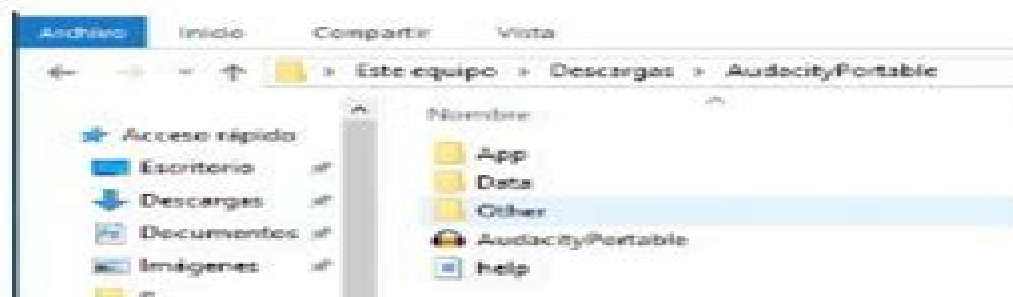 Archivo Inicio Compartir Vista
Este equipo > Descargas > AudacityPortable
Nombre
Acceso rápido
Escritorio
Descargas
Documentos
Imágenes
App
Data
Other
AudacityPortable
help